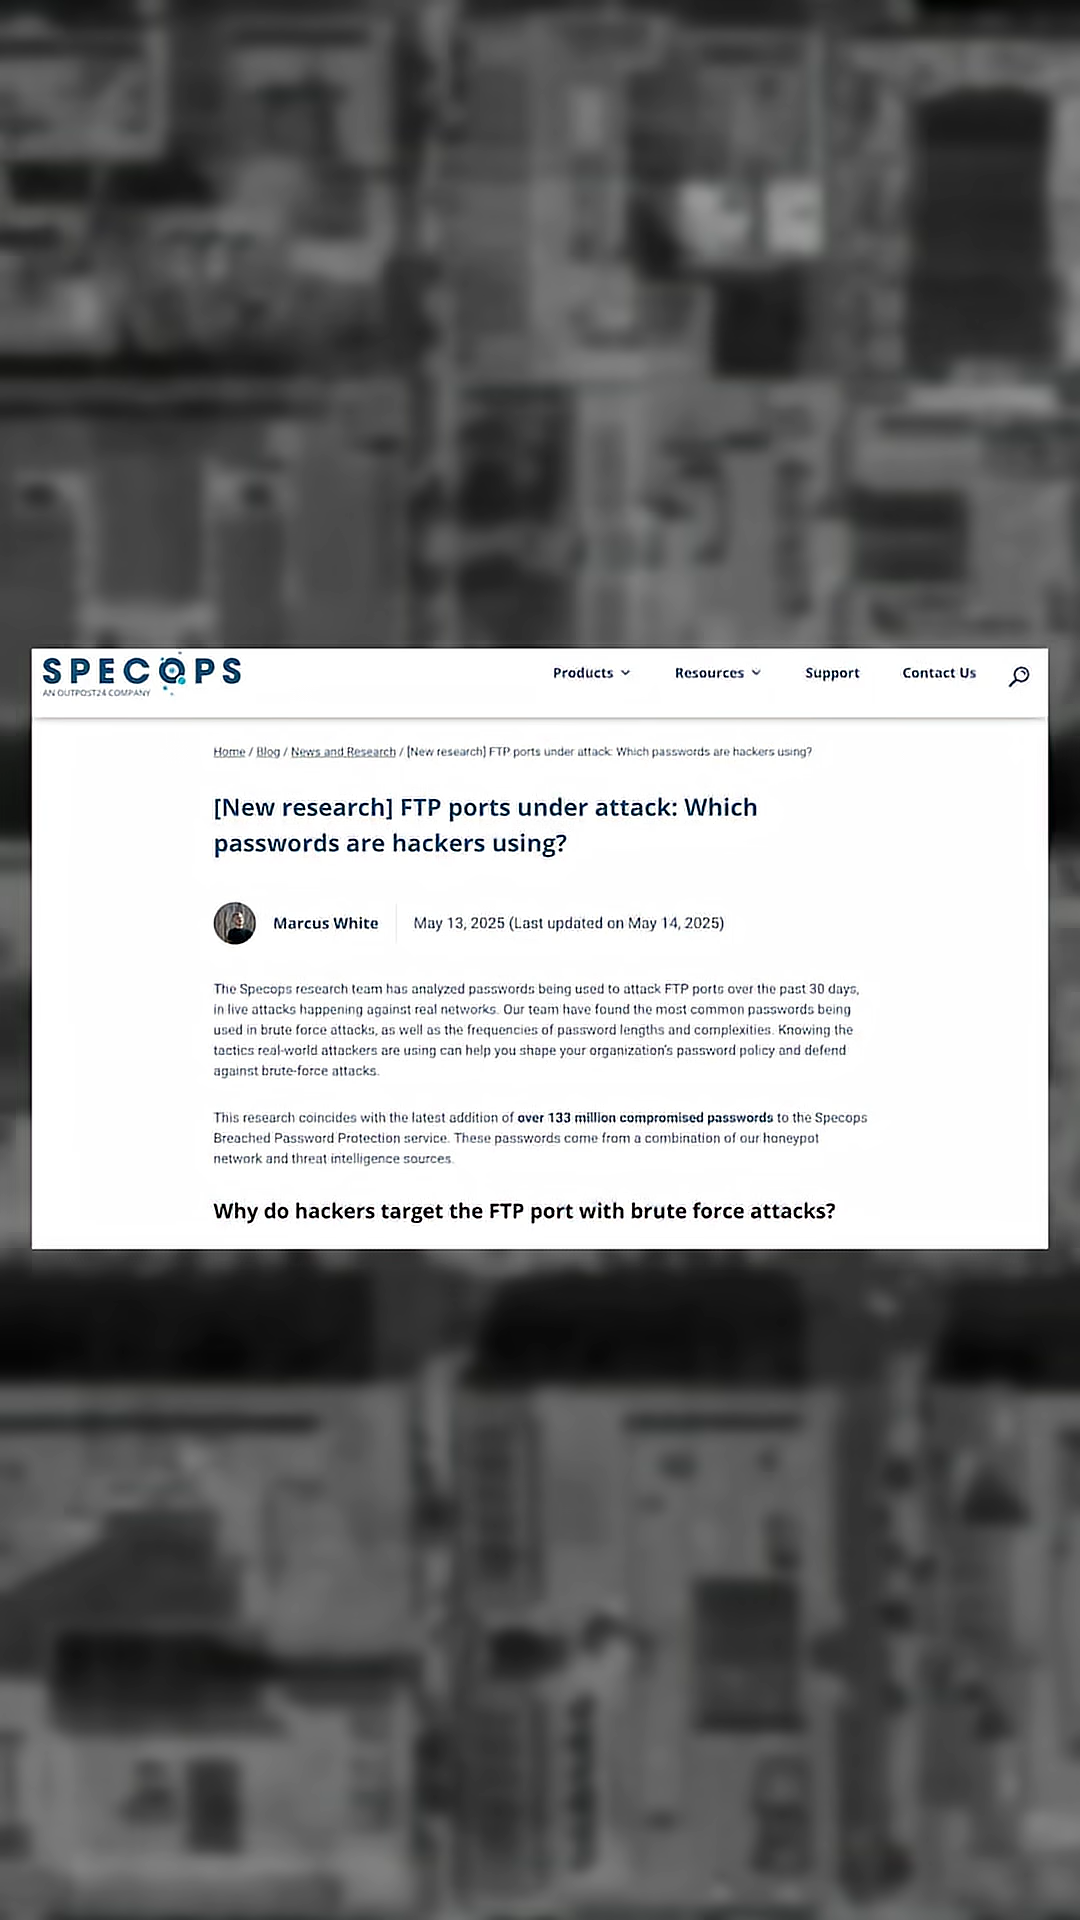 SPECOPS
AN OUTPOST24 COMPANY
Products
Resources
Support
Contact Us
Home / Blog / News and Research / [New research] FTP ports under attack: Which passwords are hackers using?
[New research] FTP ports under attack: Which
passwords are hackers using?
Marcus White
May 13, 2025 (Last updated on May 14, 2025)
The Specops research team has analyzed passwords being used to attack FTP ports over the past 30 days,
in live attacks happening against real networks. Our team have found the most common passwords being
used in brute force attacks, as well as the frequencies of password lengths and complexities. Knowing the
tactics real-world attackers are using can help you shape your organization's password policy and defend
against brute-force attacks.
This research coincides with the latest addition of over 133 million compromised passwords to the Specops
Breached Password Protection service. These passwords come from a combination of our honeypot
network and threat intelligence sources.
Why do hackers target the FTP port with brute force attacks?